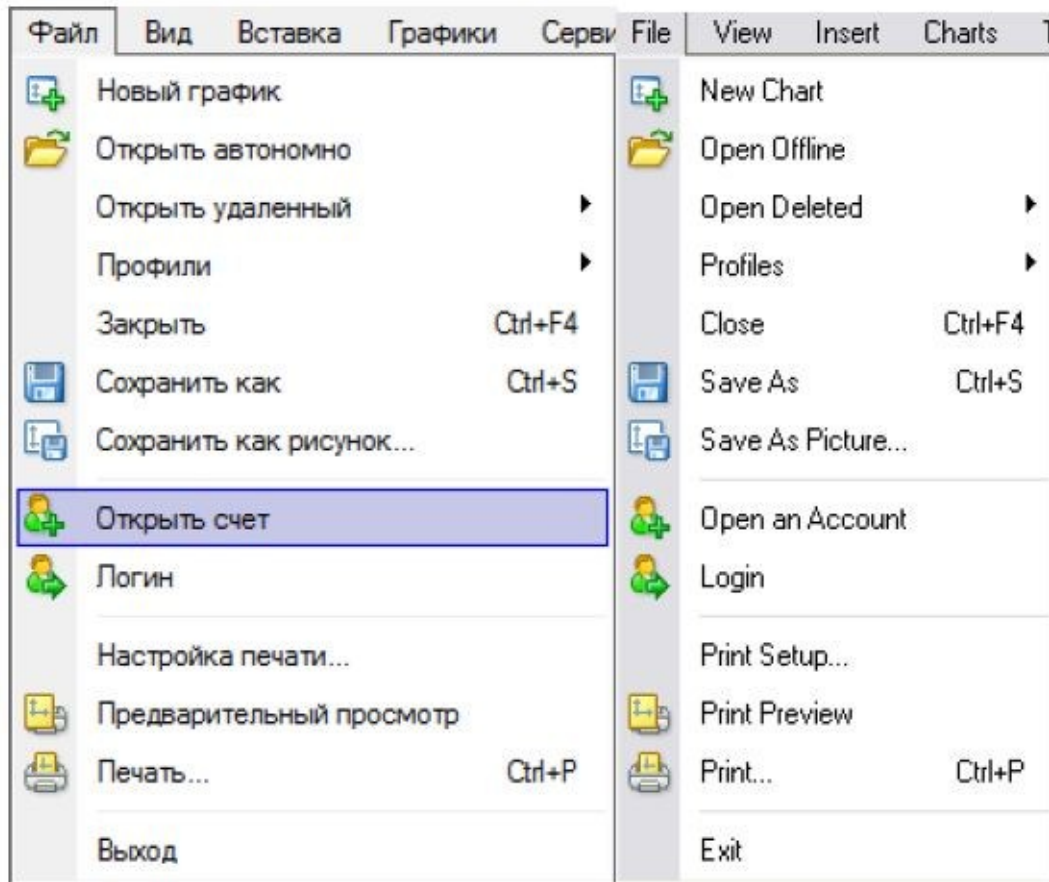 Файл Вид Вставка Графики Серви
Новый график
Открыть автономно
Открыть удаленный
Профили
Закрыть Ctrl+F4
Сохранить как Ctrl+S
Сохранить как рисунок...
Открыть счет
Логин
Настройка печати...
Предварительный просмотр
Печать... Ctrl+P
Выход
File View Insert Charts T
New Chart
Open Offline
Open Deleted
Profiles
Close Ctrl+F4
Save As Ctrl+S
Save As Picture...
Open an Account
Login
Print Setup...
Print Preview
Print... Ctrl+P
Exit